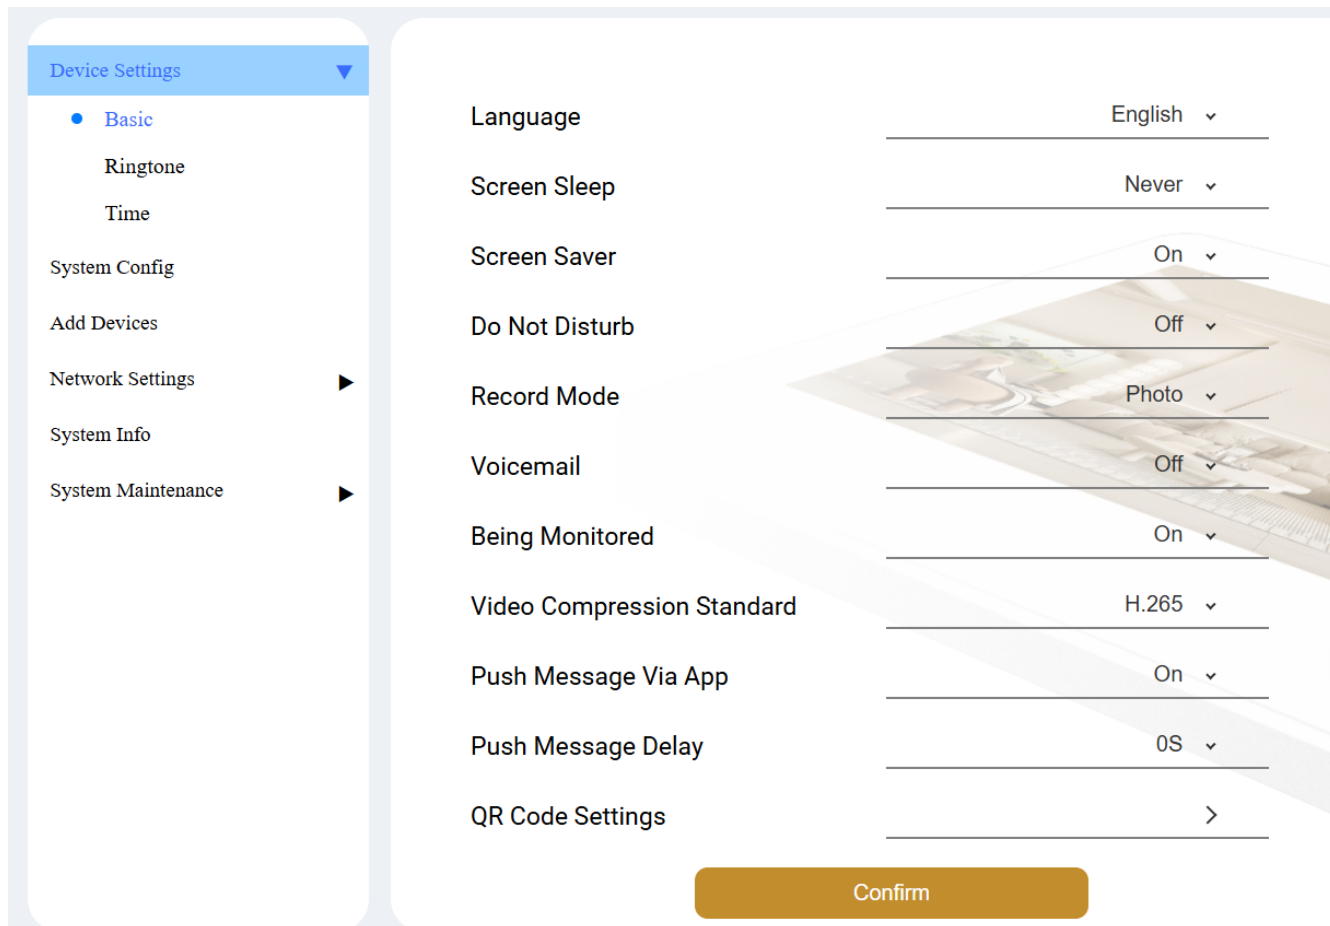 Device Settings
Basic
Ringtone
Time
System Config
Add Devices
Network Settings
System Info
System Maintenance
Language English
Screen Sleep Never
Screen Saver On
Do Not Disturb Off
Record Mode Photo
Voicemail Off
Being Monitored On
Video Compression Standard H.265
Push Message Via App On
Push Message Delay 0S
QR Code Settings
Confirm